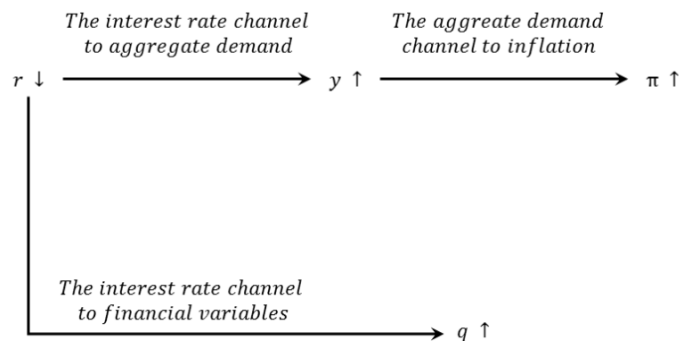 The interest rate channel
to aggregate demand
The aggreate demand
channel to inflation
r ↓
y ↑
π ↑
The interest rate channel
to financial variables
q ↑